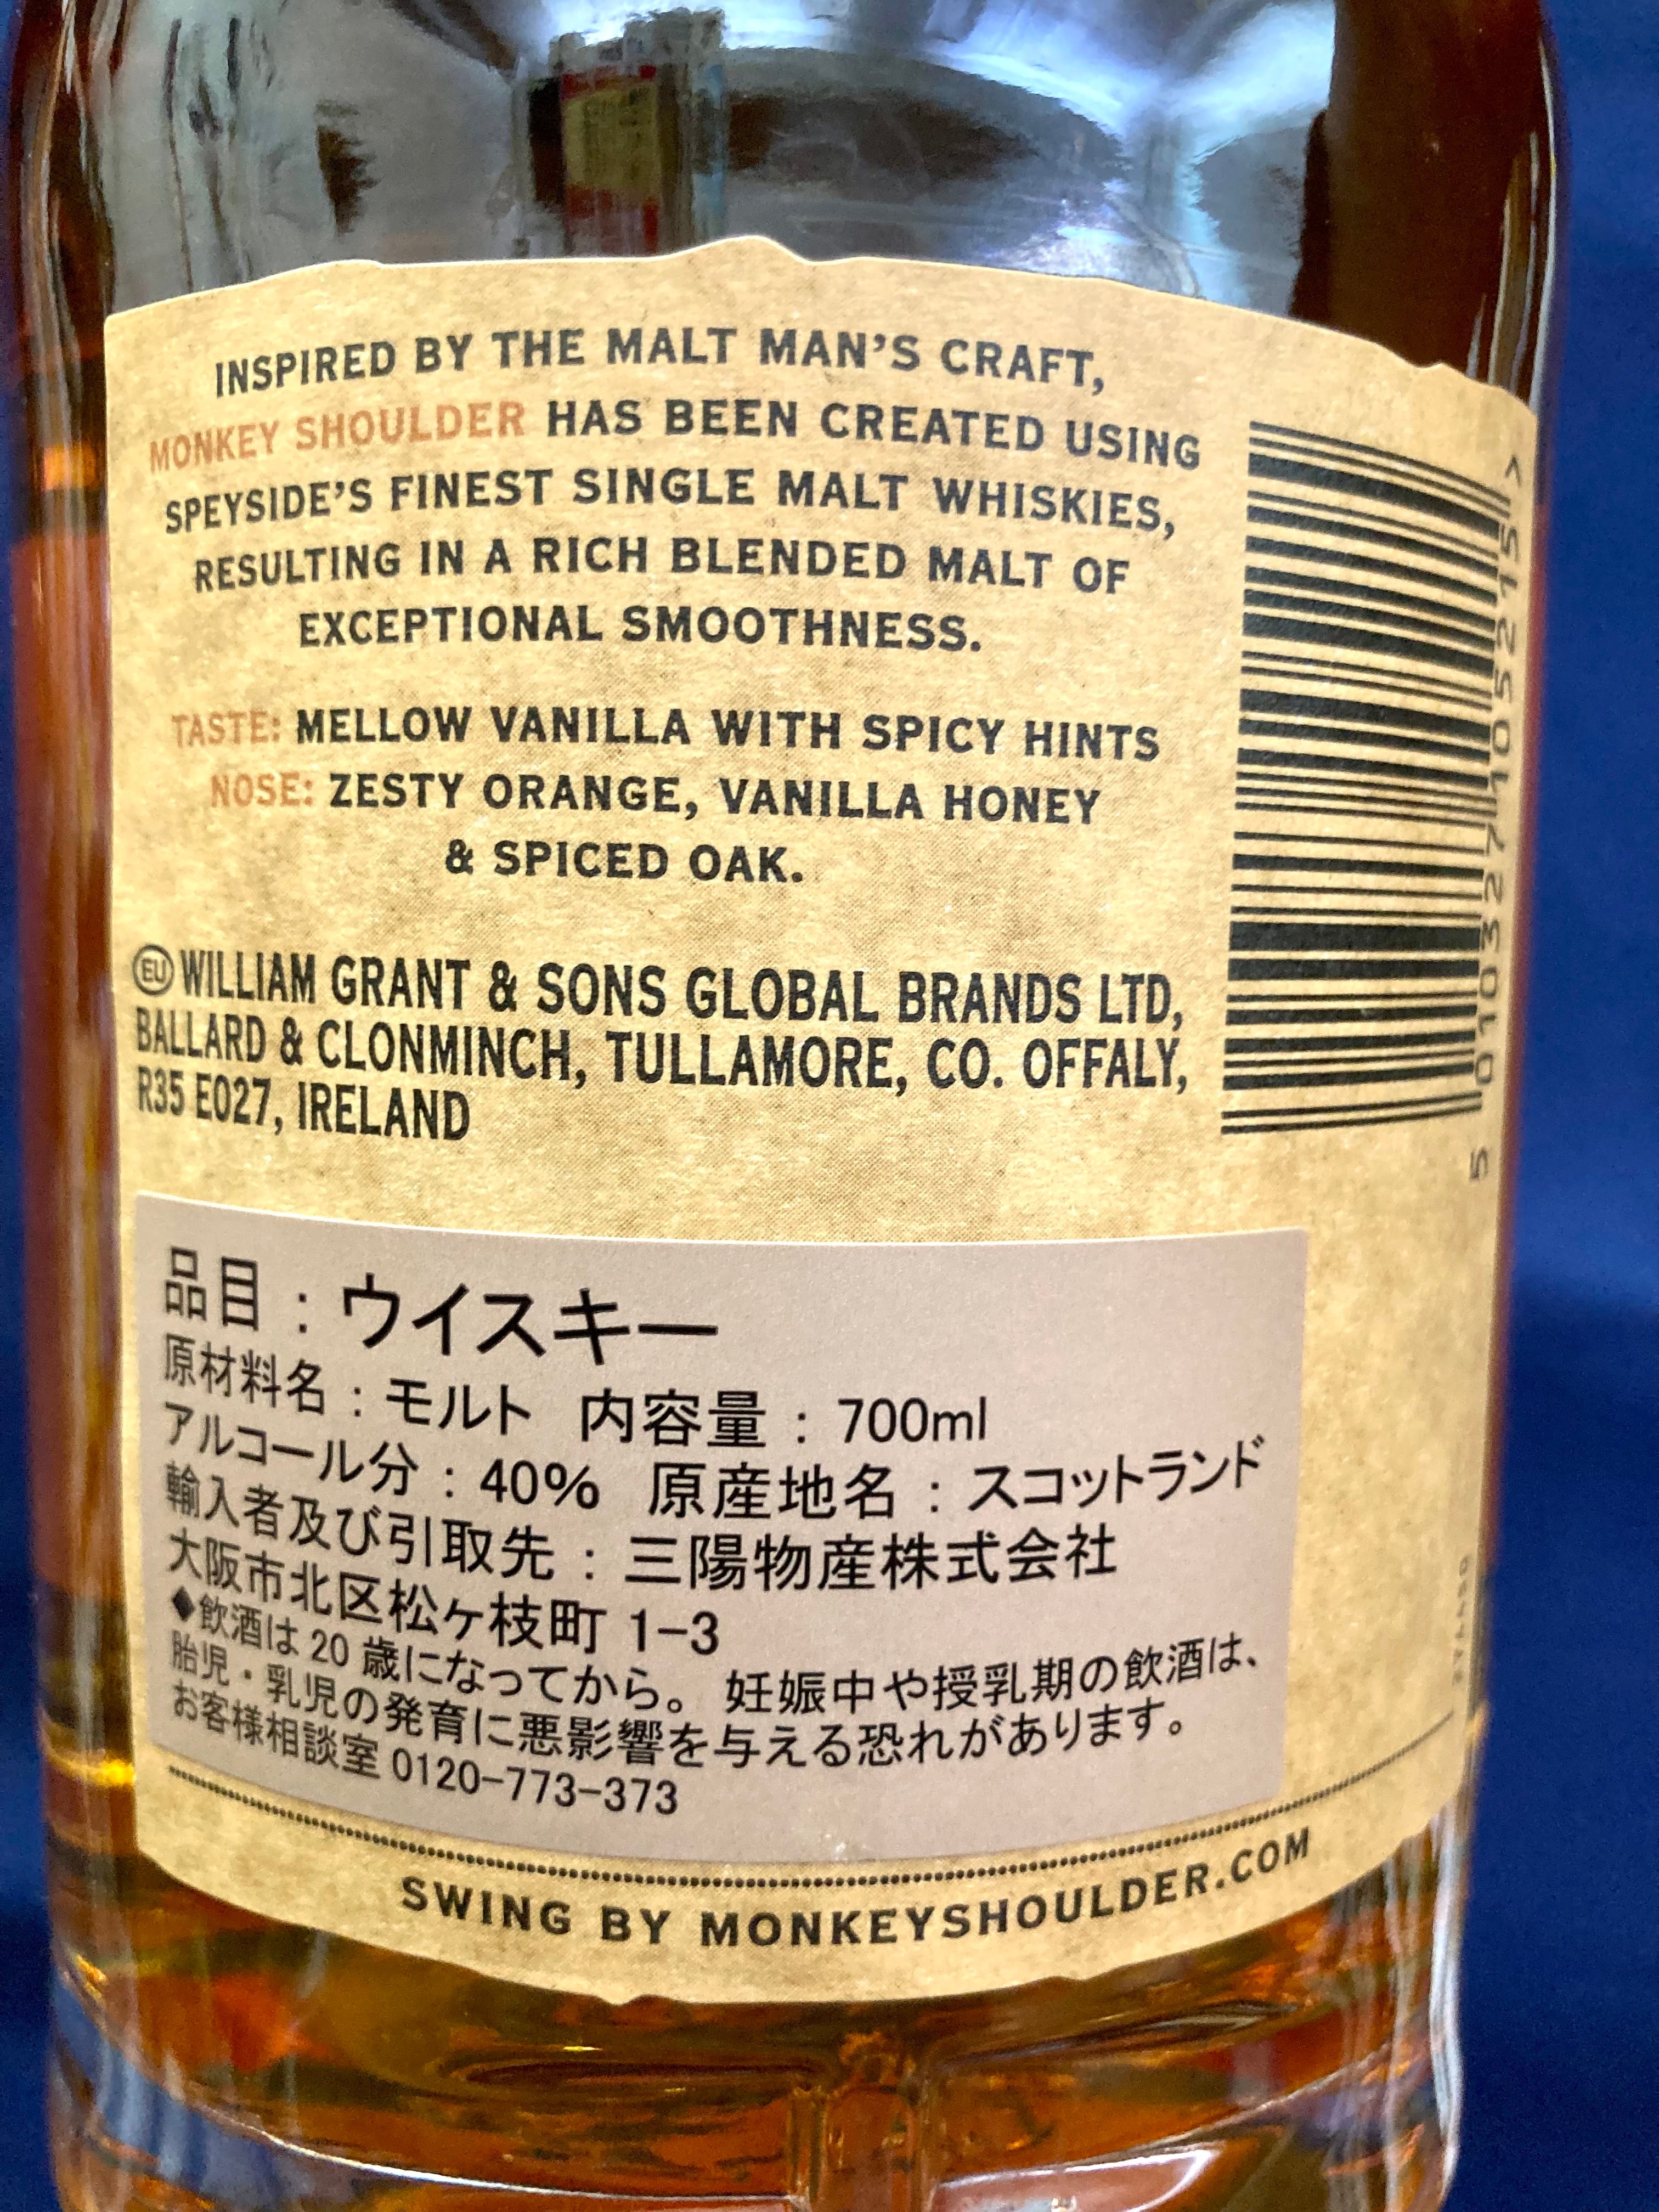 INSPIRED BY THE MALT MAN'S CRAFT,
MONKEY SHOULDER HAS BEEN CREATED USING
SPEYSIDE'S FINEST SINGLE MALT WHISKIES,
RESULTING IN A RICH BLENDED MALT OF
EXCEPTIONAL SMOOTHNESS.
TASTE: MELLOW VANILLA WITH SPICY HINTS
NOSE: ZESTY ORANGE, VANILLA HONEY
& SPICED OAK.
EU WILLIAM GRANT & SONS GLOBAL BRANDS LTD,
BALLARD & CLONMINCH, TULLAMORE, CO. OFFALY,
R35 E027, IRELAND
5 010327 105215 >
品目：ウイスキー
原材料名：モルト 内容量：700ml
アルコール分：40% 原産地名：スコットランド
輸入者及び引取先：三陽物産株式会社
大阪市北区松ヶ枝町 1-3
◆飲酒は 20 歳になってから。妊娠中や授乳期の飲酒は、
胎児・乳児の発育に悪影響を与える恐れがあります。
お客様相談室 0120-773-373
SWING BY MONKEYSHOULDER.COM